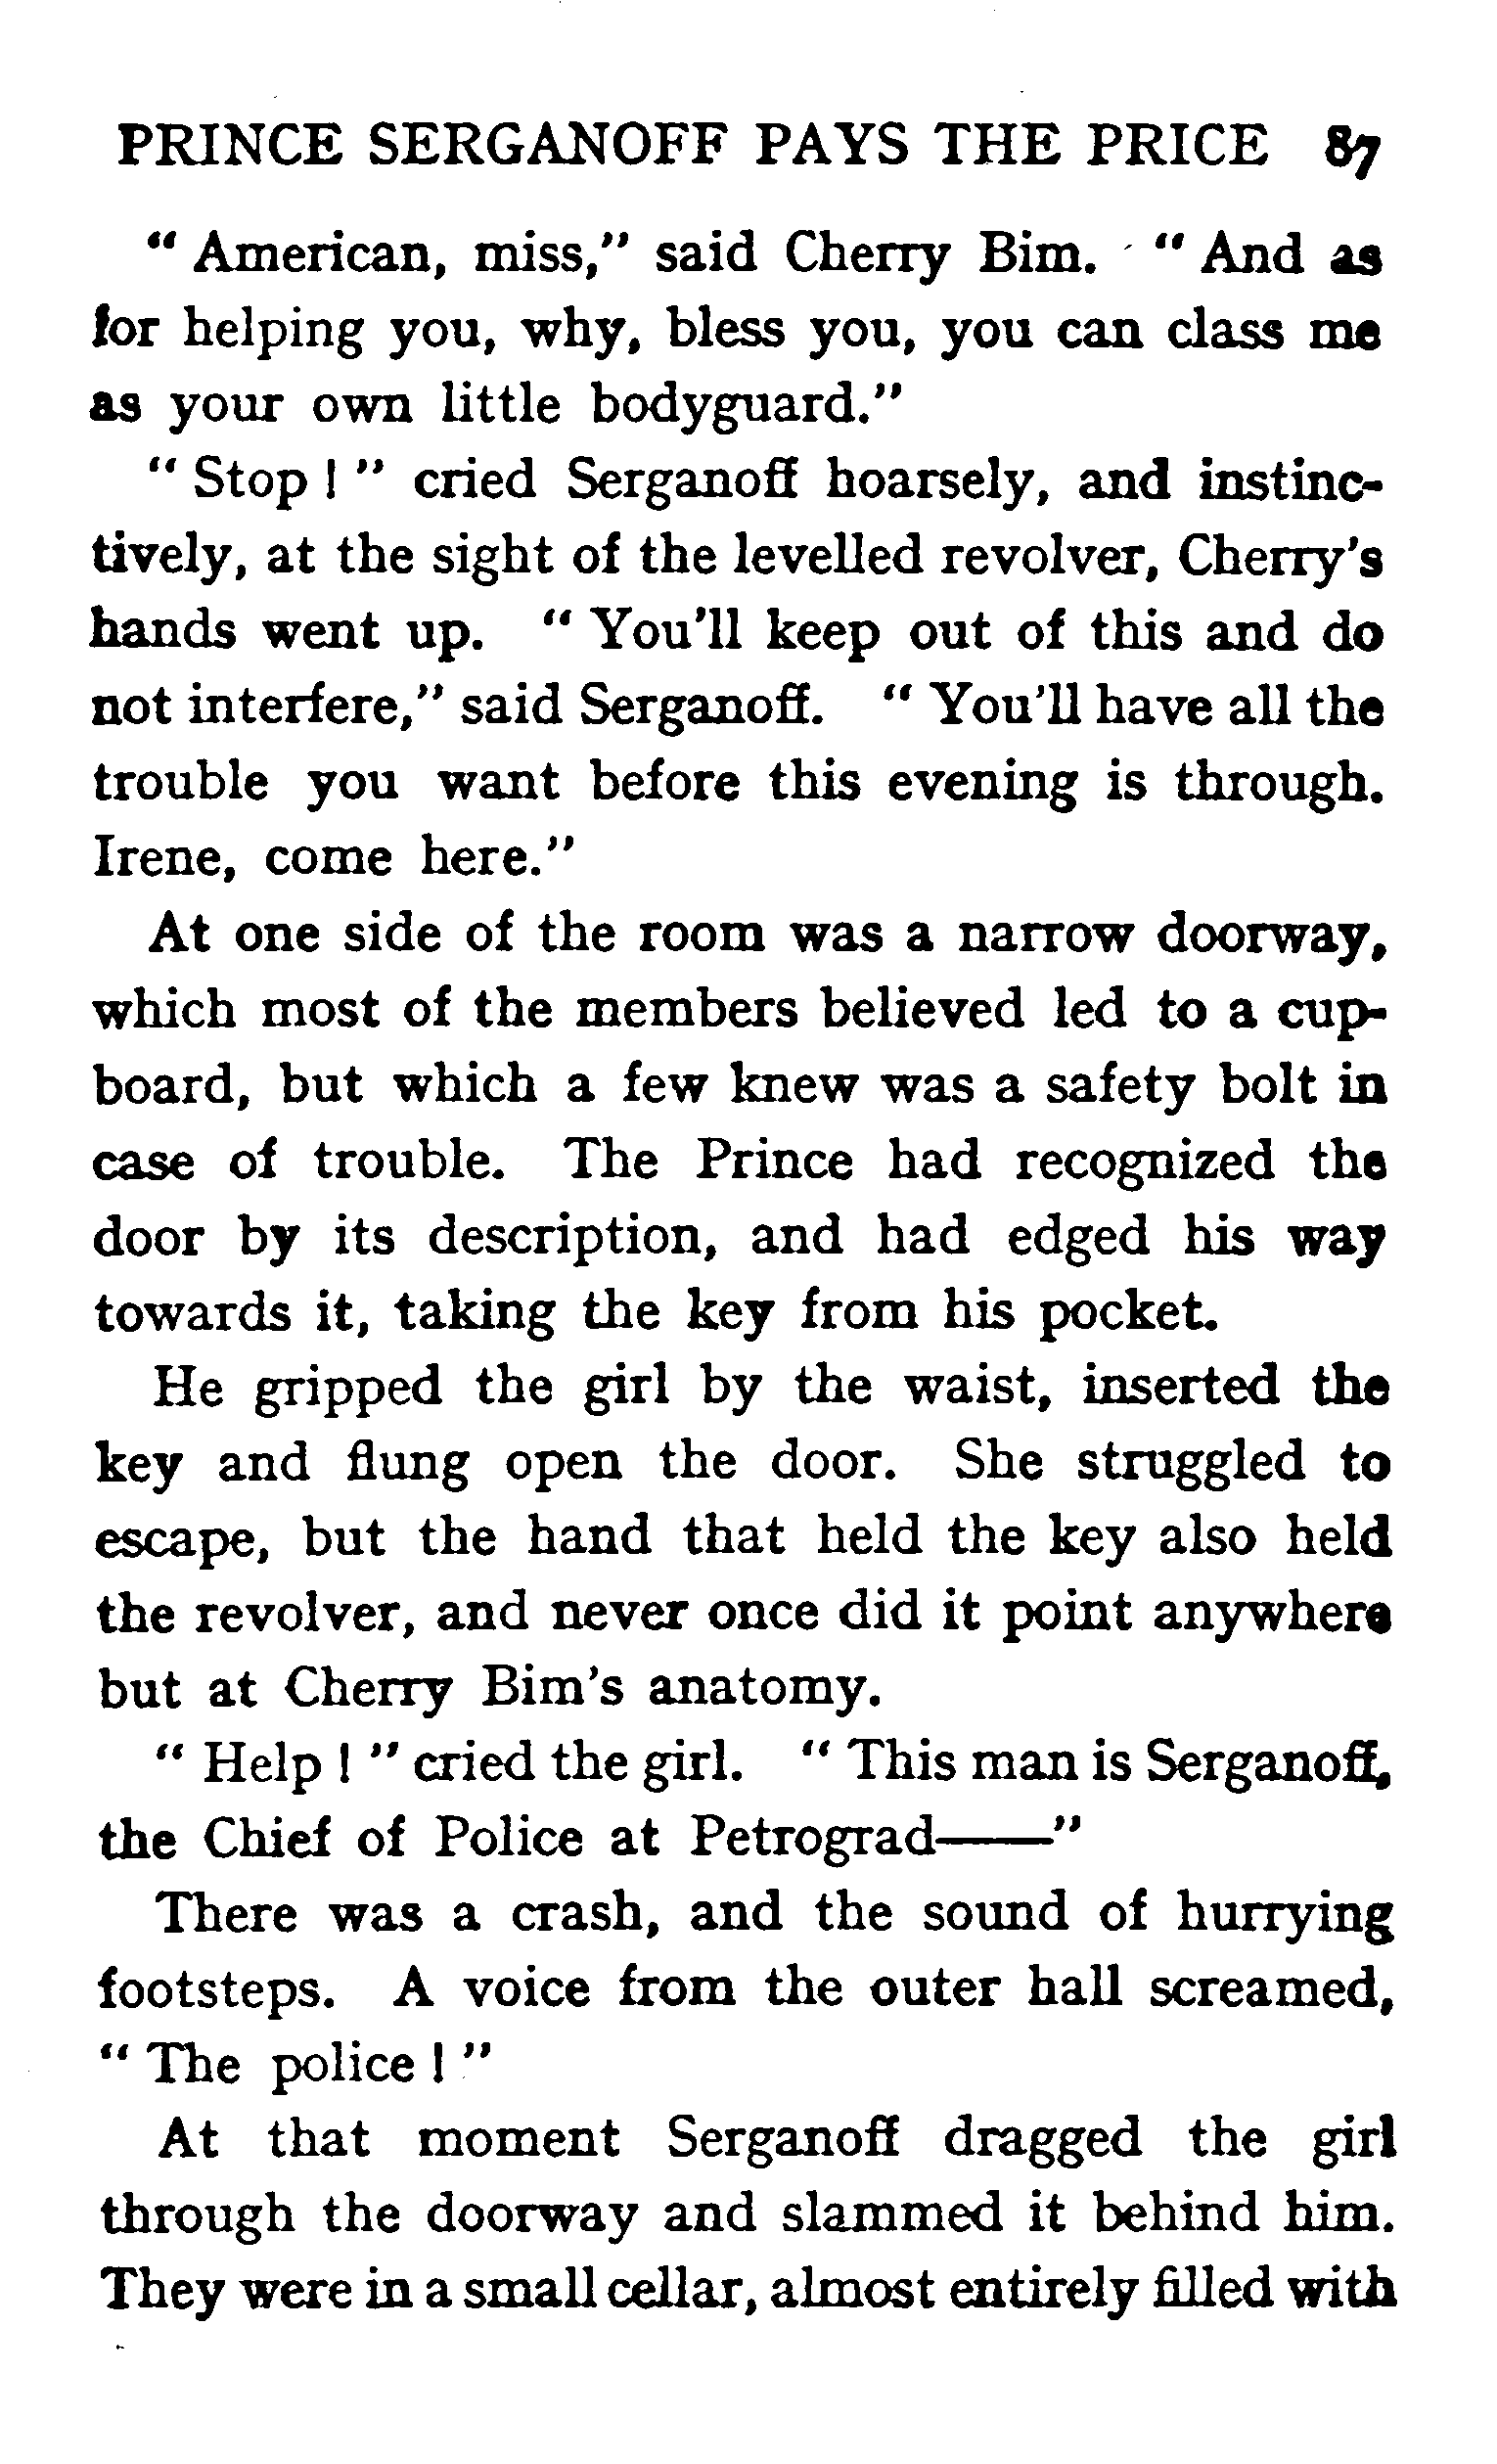 PRINCE SERGANOFF PAYS THE PRICE 87
" American, miss," said Cherry Bim. " And as
for helping you, why, bless you, you can class me
as your own little bodyguard."
" Stop ! " cried Serganoff hoarsely, and instinc-
tively, at the sight of the levelled revolver, Cherry's
hands went up. " You'll keep out of this and do
not interfere," said Serganoff. " You'll have all the
trouble you want before this evening is through.
Irene, come here."
At one side of the room was a narrow doorway,
which most of the members believed led to a cup-
board, but which a few knew was a safety bolt in
case of trouble. The Prince had recognized the
door by its description, and had edged his way
towards it, taking the key from his pocket.
He gripped the girl by the waist, inserted the
key and flung open the door. She struggled to
escape, but the hand that held the key also held
the revolver, and never once did it point anywhere
but at Cherry Bim's anatomy.
" Help ! " cried the girl. " This man is Serganoff,
the Chief of Police at Petrograd——"
There was a crash, and the sound of hurrying
footsteps. A voice from the outer hall screamed,
" The police ! "
At that moment Serganoff dragged the girl
through the doorway and slammed it behind him.
They were in a small cellar, almost entirely filled with